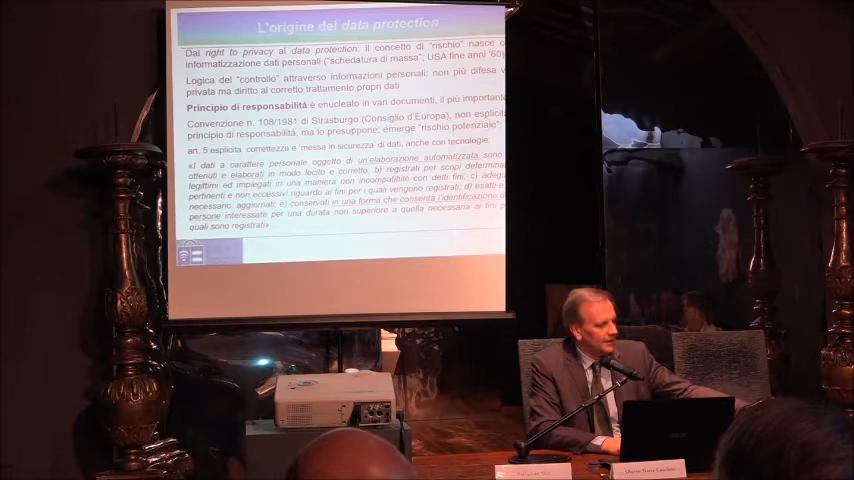 L'origine del data protection
Dal right to privacy al data protection: il concetto di "rischio" nasce c
informatizzazione dati personali ("schedatura di massa"; USA fine anni '60)
Logica del "controllo" attraverso informazioni personali: non più difesa v
privata ma diritto al corretto trattamento propri dati
Principio di responsabilità è enucleato in vari documenti, il più importante
Convenzione n. 108/1981 di Strasburgo (Consiglio d'Europa), non esplicita
principio di responsabilità, ma lo presuppone; emerge "rischio potenziale":
art. 5 esplicita correttezza e 'messa in sicurezza' di dati, anche con tecnologie:
«I dati a carattere personale oggetto di un'elaborazione automatizzata sono
ottenuti e elaborati in modo lecito e corretto; b) registrati per scopi determina
legittimi ed impiegati in una maniera non incompatibile con detti fini; c) adegu
pertinenti e non eccessivi riguardo ai fini per i quali vengono registrati; d) esatti e
necessario, aggiornati; e) conservati in una forma che consenta l'identificazione d
persone interessate per una durata non superiore a quella necessaria ai fini p
quali sono registrati»